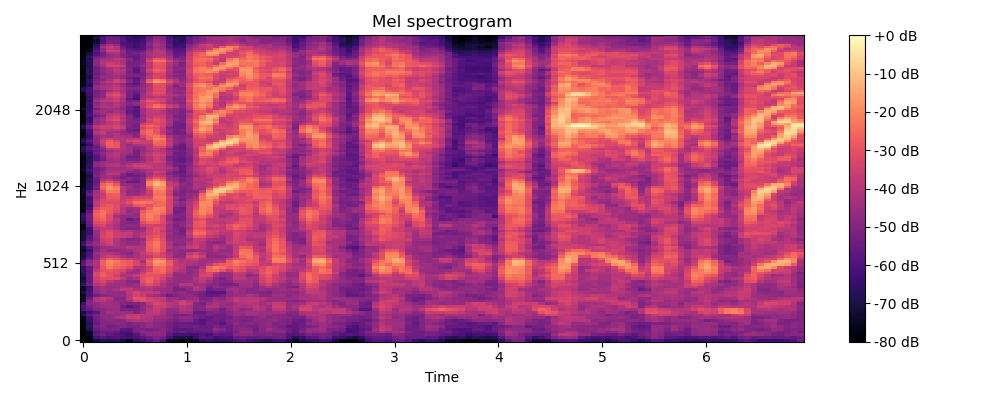 Mel spectrogram
Hz
2048
1024
512
0
0 1 2 3 4 5 6
Time
+0 dB
-10 dB
-20 dB
-30 dB
-40 dB
-50 dB
-60 dB
-70 dB
-80 dB